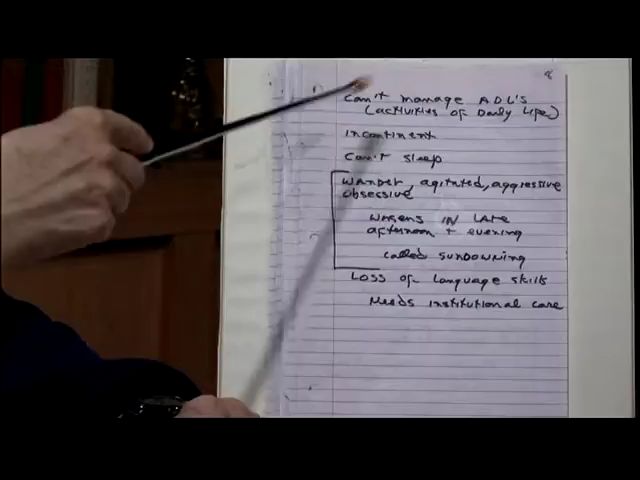 8
Can't manage ADL's
(activities of Daily Life)
Incontinent
Can't sleep
Wander, agitated, aggressive
obsessive
worsens in late
afternoon + evening
called sundowning
Loss of language skills
Needs institutional care